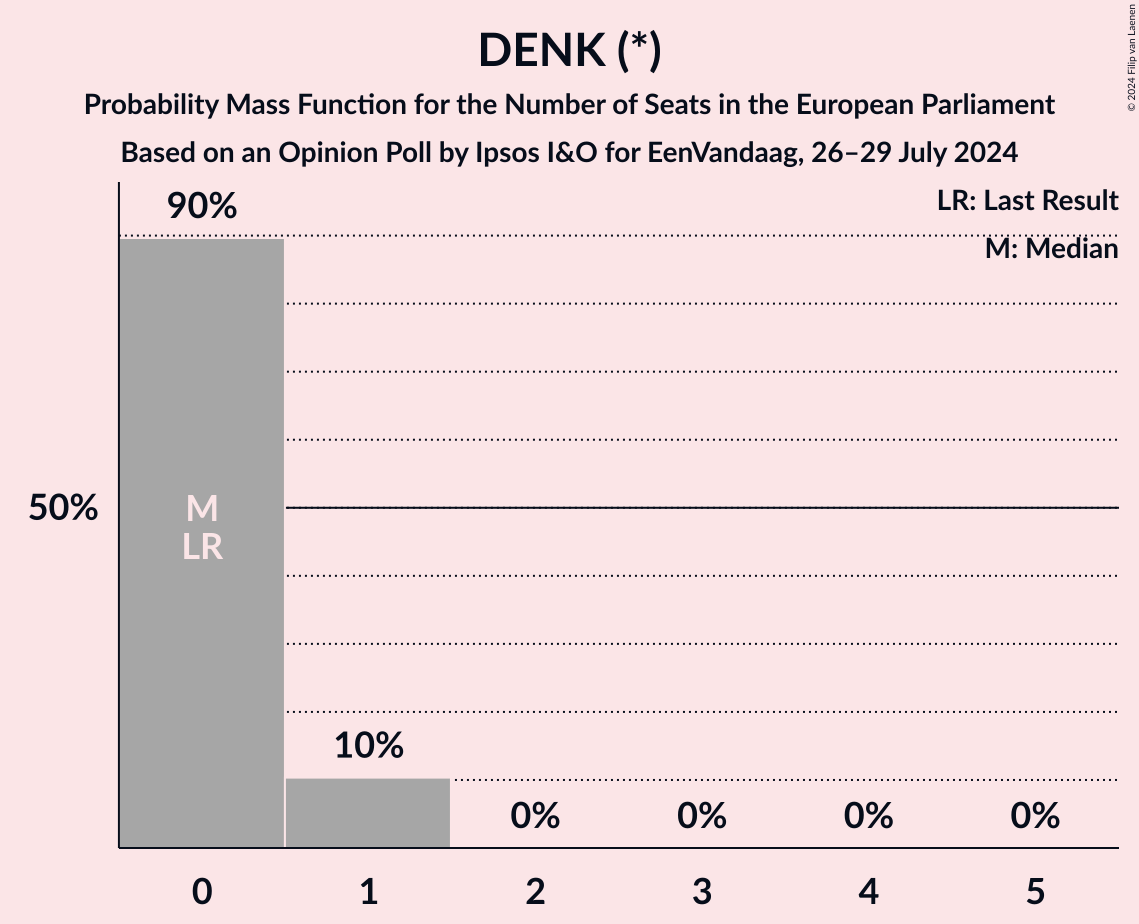 DENK (*)
Probability Mass Function for the Number of Seats in the European Parliament
Based on an Opinion Poll by Ipsos I&O for EenVandaag, 26–29 July 2024
© 2024 Filip van Laenen
LR: Last Result
M: Median
90%
50%
M
LR
10%
0%
0%
0%
0%
0 1 2 3 4 5